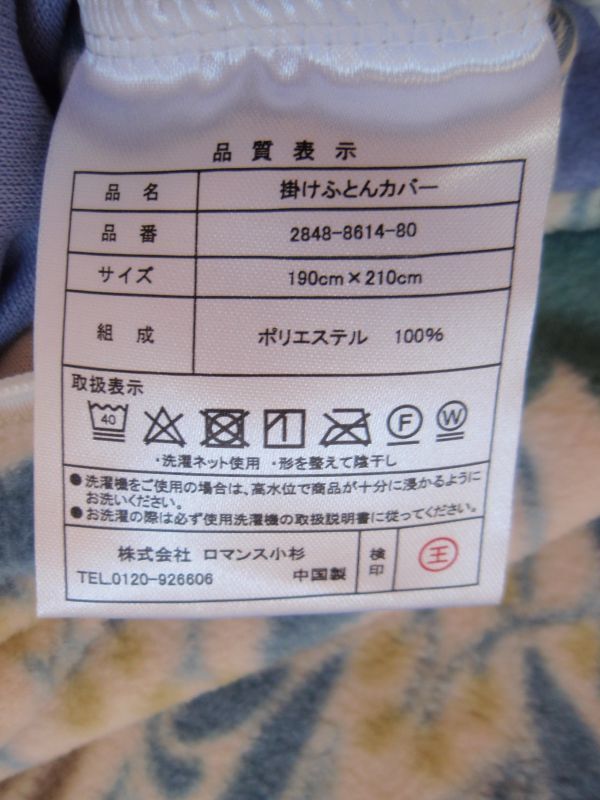 品質表示
品名 掛けふとんカバー
品番 2848-8614-80
サイズ 190cm×210cm
組成 ポリエステル 100%
取扱表示
40 F W
・洗濯ネット使用 ・形を整えて陰干し
●洗濯機をご使用の場合は、高水位で商品が十分に浸かるように
お洗いください。
●お洗濯の際は必ず使用洗濯機の取扱説明書に従ってください。
株式会社 ロマンス小杉
TEL.0120-926606 中国製
検印
王